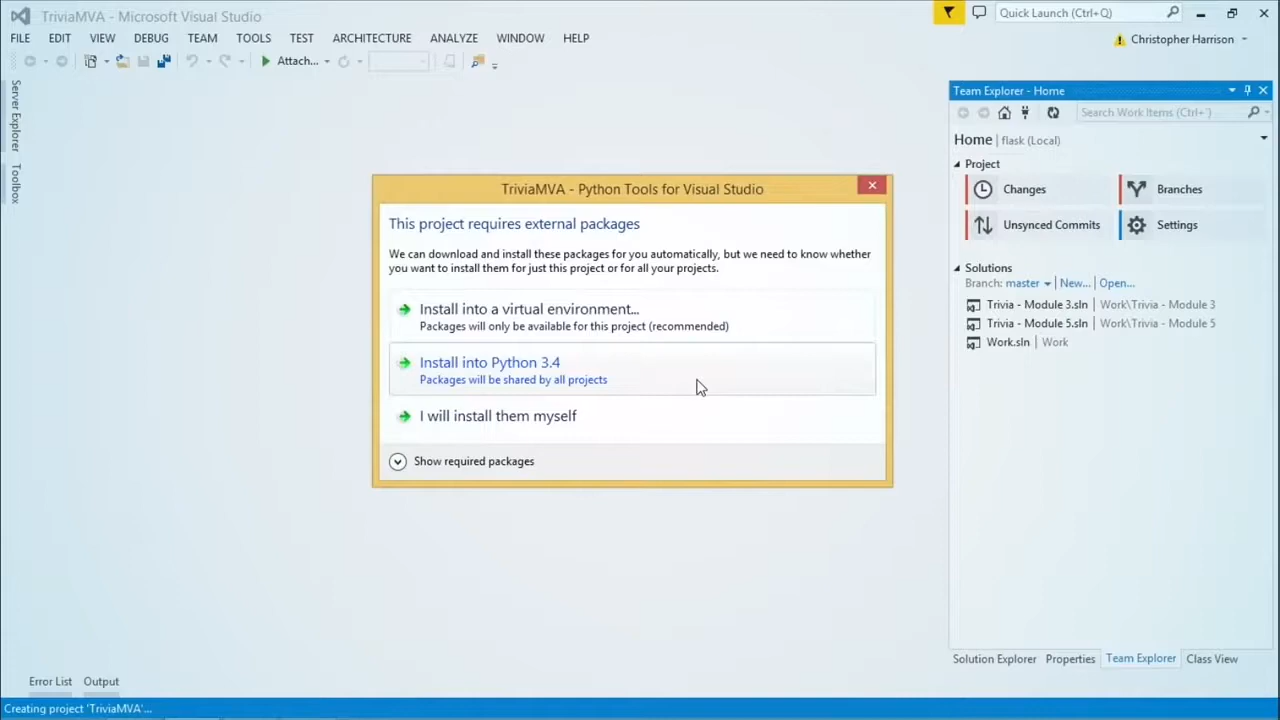 TriviaMVA - Microsoft Visual Studio
Quick Launch (Ctrl+Q)
FILE EDIT VIEW DEBUG TEAM TOOLS TEST ARCHITECTURE ANALYZE WINDOW HELP
Christopher Harrison
Attach...
Server Explorer
Toolbox
Team Explorer - Home
Search Work Items (Ctrl+')
Home | flask (Local)
Project
Changes
Branches
Unsynced Commits
Settings
Solutions
Branch: master New... Open...
Trivia - Module 3.sln | Work\Trivia - Module 3
Trivia - Module 5.sln | Work\Trivia - Module 5
Work.sln | Work
TriviaMVA - Python Tools for Visual Studio
This project requires external packages
We can download and install these packages for you automatically, but we need to know whether
you want to install them for just this project or for all your projects.
Install into a virtual environment...
Packages will only be available for this project (recommended)
Install into Python 3.4
Packages will be shared by all projects
I will install them myself
Show required packages
Solution Explorer Properties Team Explorer Class View
Error List Output
Creating project 'TriviaMVA'...